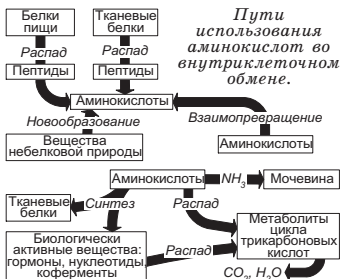 Пути
использования
аминокислот во
внутриклеточном
обмене.
Белки
пищи
Тканевые
белки
Распад
Распад
Пептиды
Пептиды
Аминокислоты
Новообразование
Взаимопревращение
Вещества
небелковой природы
Аминокислоты
Аминокислоты
NH3
Мочевина
Тканевые
белки
Синтез
Распад
Метаболиты
цикла
трикарбоновых
кислот
Биологически
активные вещества:
гормоны, нуклеотиды,
коферменты
Распад
CO2, H2O